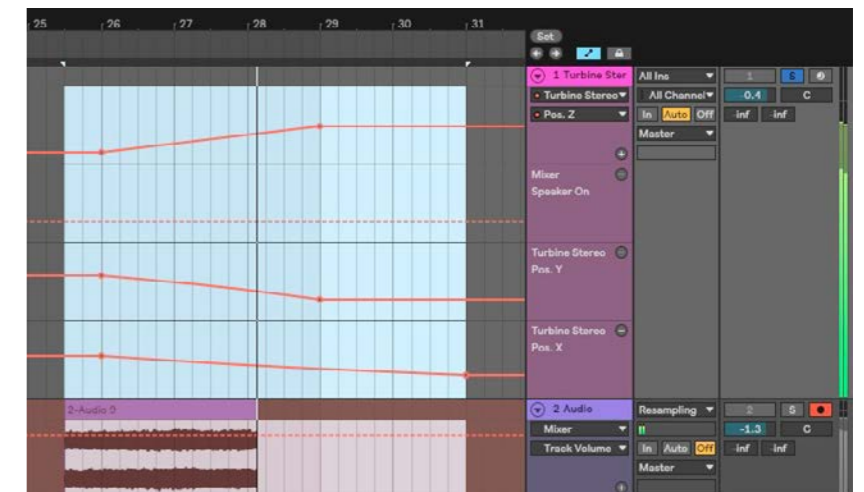 25 26 27 28 29 30 31
Set
1 Turbine Ster All Ins 1 S
Turbine Stereo All Channel -0.4 C
Pos. Z In Auto Off -inf -inf
Master
Mixer
Speaker On
Turbine Stereo
Pos. Y
Turbine Stereo
Pos. X
2-Audio 9 2 Audio Resampling 2 S
Mixer -1.3 C
Track Volume In Auto Off -inf -inf
Master